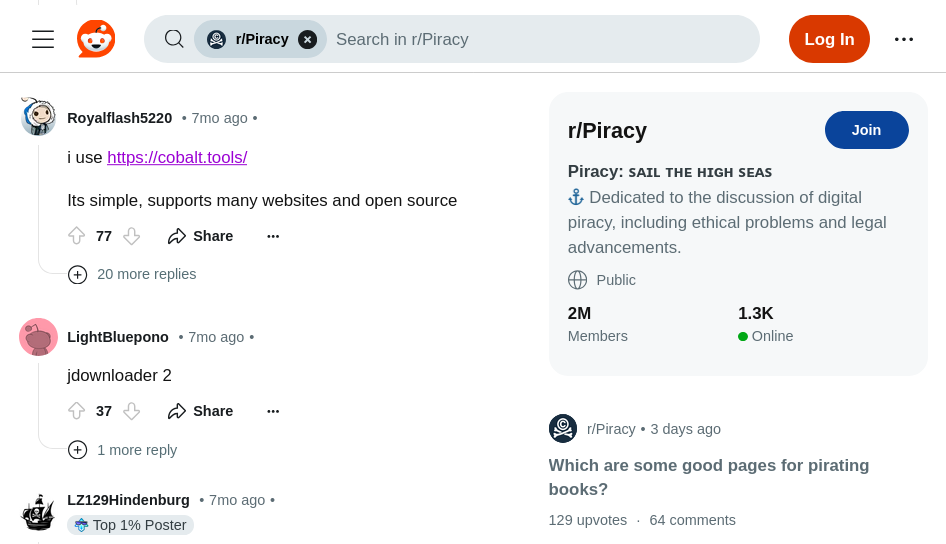 r/Piracy
Search in r/Piracy
Log In
Royalflash5220 • 7mo ago •
i use https://cobalt.tools/
Its simple, supports many websites and open source
77 Share
20 more replies
LightBluepono • 7mo ago •
jdownloader 2
37 Share
1 more reply
LZ129Hindenburg • 7mo ago •
Top 1% Poster
r/Piracy
Join
Piracy: ꜱᴀɪʟ ᴛʜᴇ ʜɪɢʜ ꜱᴇᴀꜱ
⚓ Dedicated to the discussion of digital
piracy, including ethical problems and legal
advancements.
Public
2M 1.3K
Members Online
r/Piracy • 3 days ago
Which are some good pages for pirating
books?
129 upvotes · 64 comments